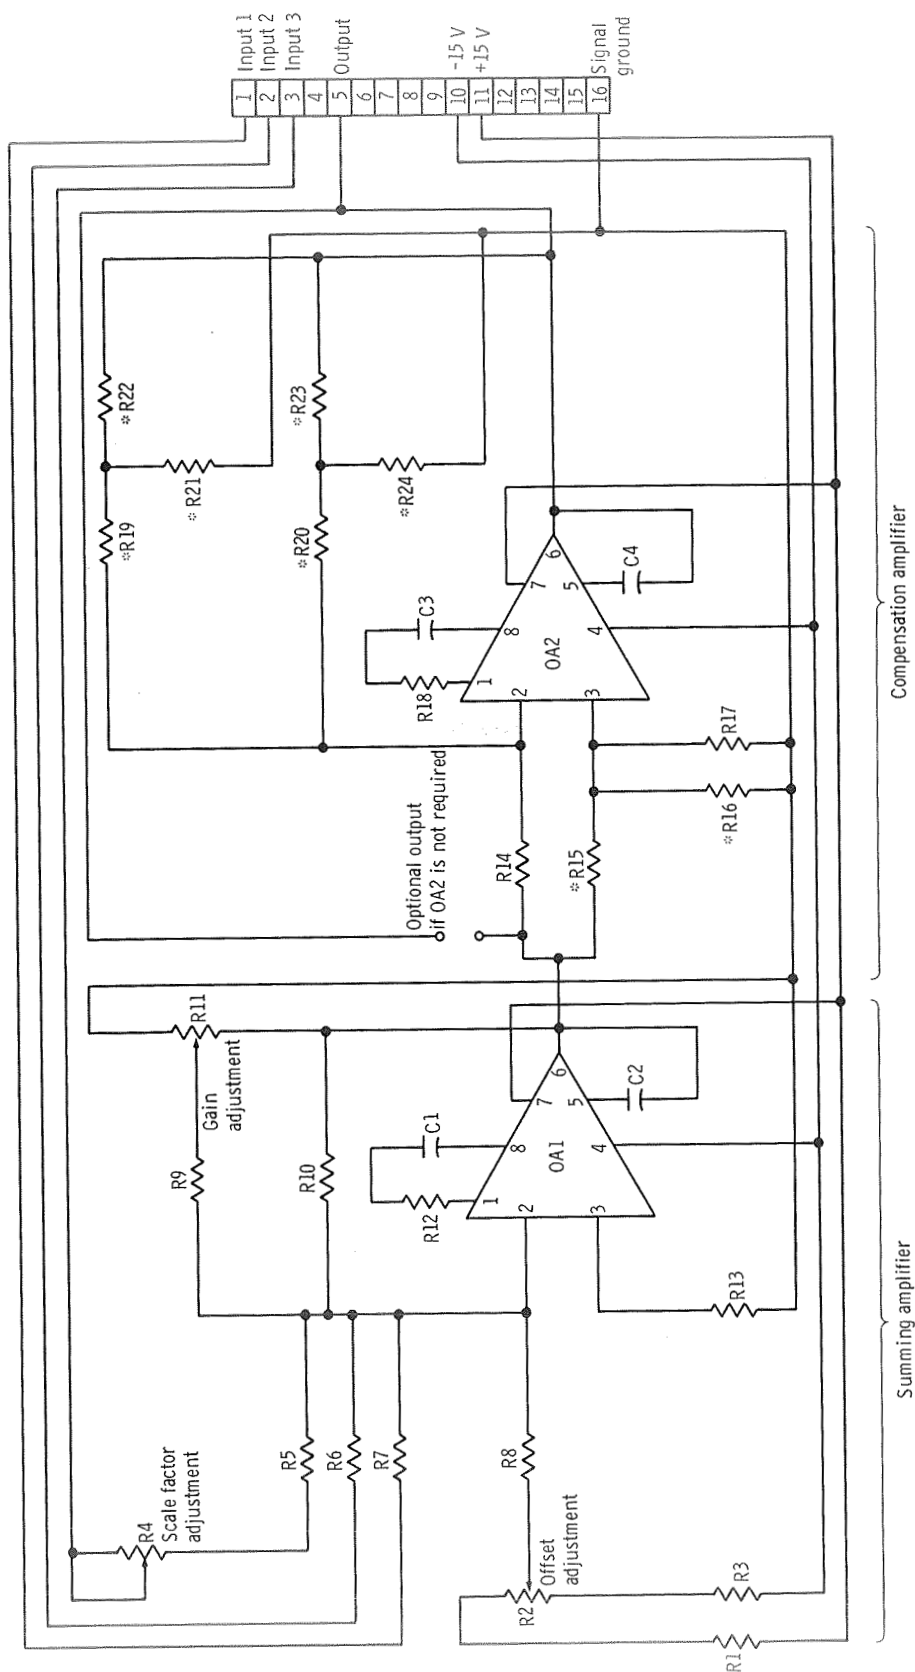 Input 1
Input 2
Input 3
Output
-15 V
+15 V
Signal
ground
1
2
3
4
5
6
7
8
9
10
11
12
13
14
15
16
*R22
*R19
*R21
*R23
*R20
*R24
C3
R18
1
8
7
6
5
4
2
3
OA2
C4
R14
*R15
*R16
R17
Optional output
if OA2 is not required
Compensation amplifier
R11
Gain
adjustment
R9
R10
C1
R12
1
8
7
6
5
4
2
3
OA1
C2
R13
R4
Scale factor
adjustment
R5
R6
R7
R8
R2
Offset
adjustment
R3
R1
Summing amplifier